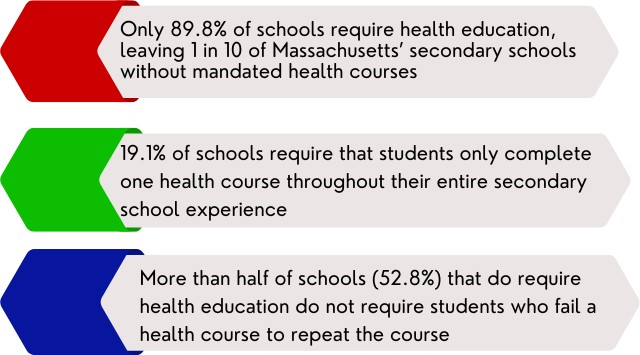 Only 89.8% of schools require health education,
leaving 1 in 10 of Massachusetts’ secondary schools
without mandated health courses
19.1% of schools require that students only complete
one health course throughout their entire secondary
school experience
More than half of schools (52.8%) that do require
health education do not require students who fail a
health course to repeat the course